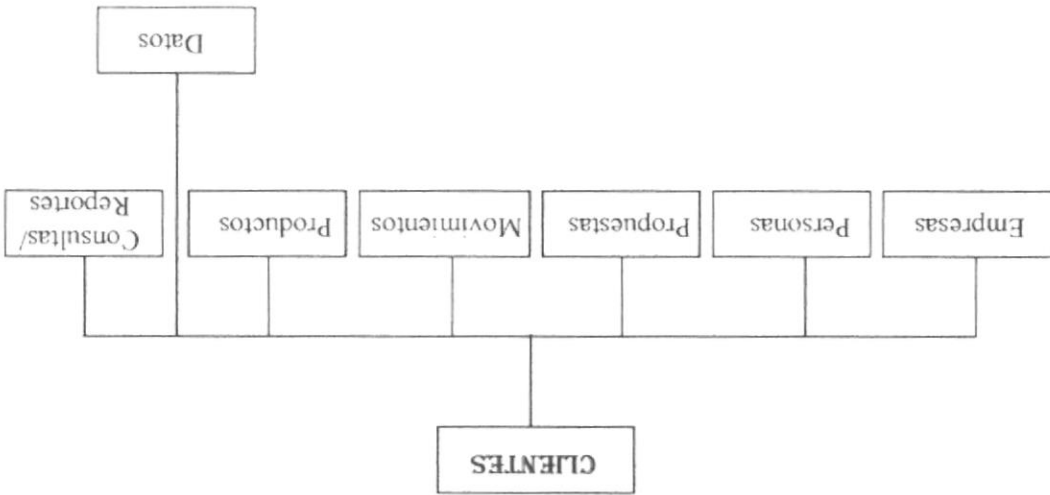 CLIENTES
Empresas
Personas
Propuestas
Movimientos
Productos
Consultas/
Reportes
Datos